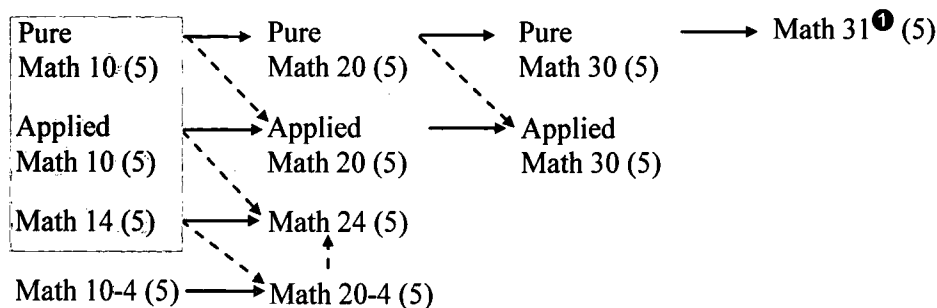 Pure
Math 10 (5)
Pure
Math 20 (5)
Pure
Math 30 (5)
Math 31❶ (5)
Applied
Math 10 (5)
Applied
Math 20 (5)
Applied
Math 30 (5)
Math 14 (5)
Math 24 (5)
Math 10-4 (5)
Math 20-4 (5)